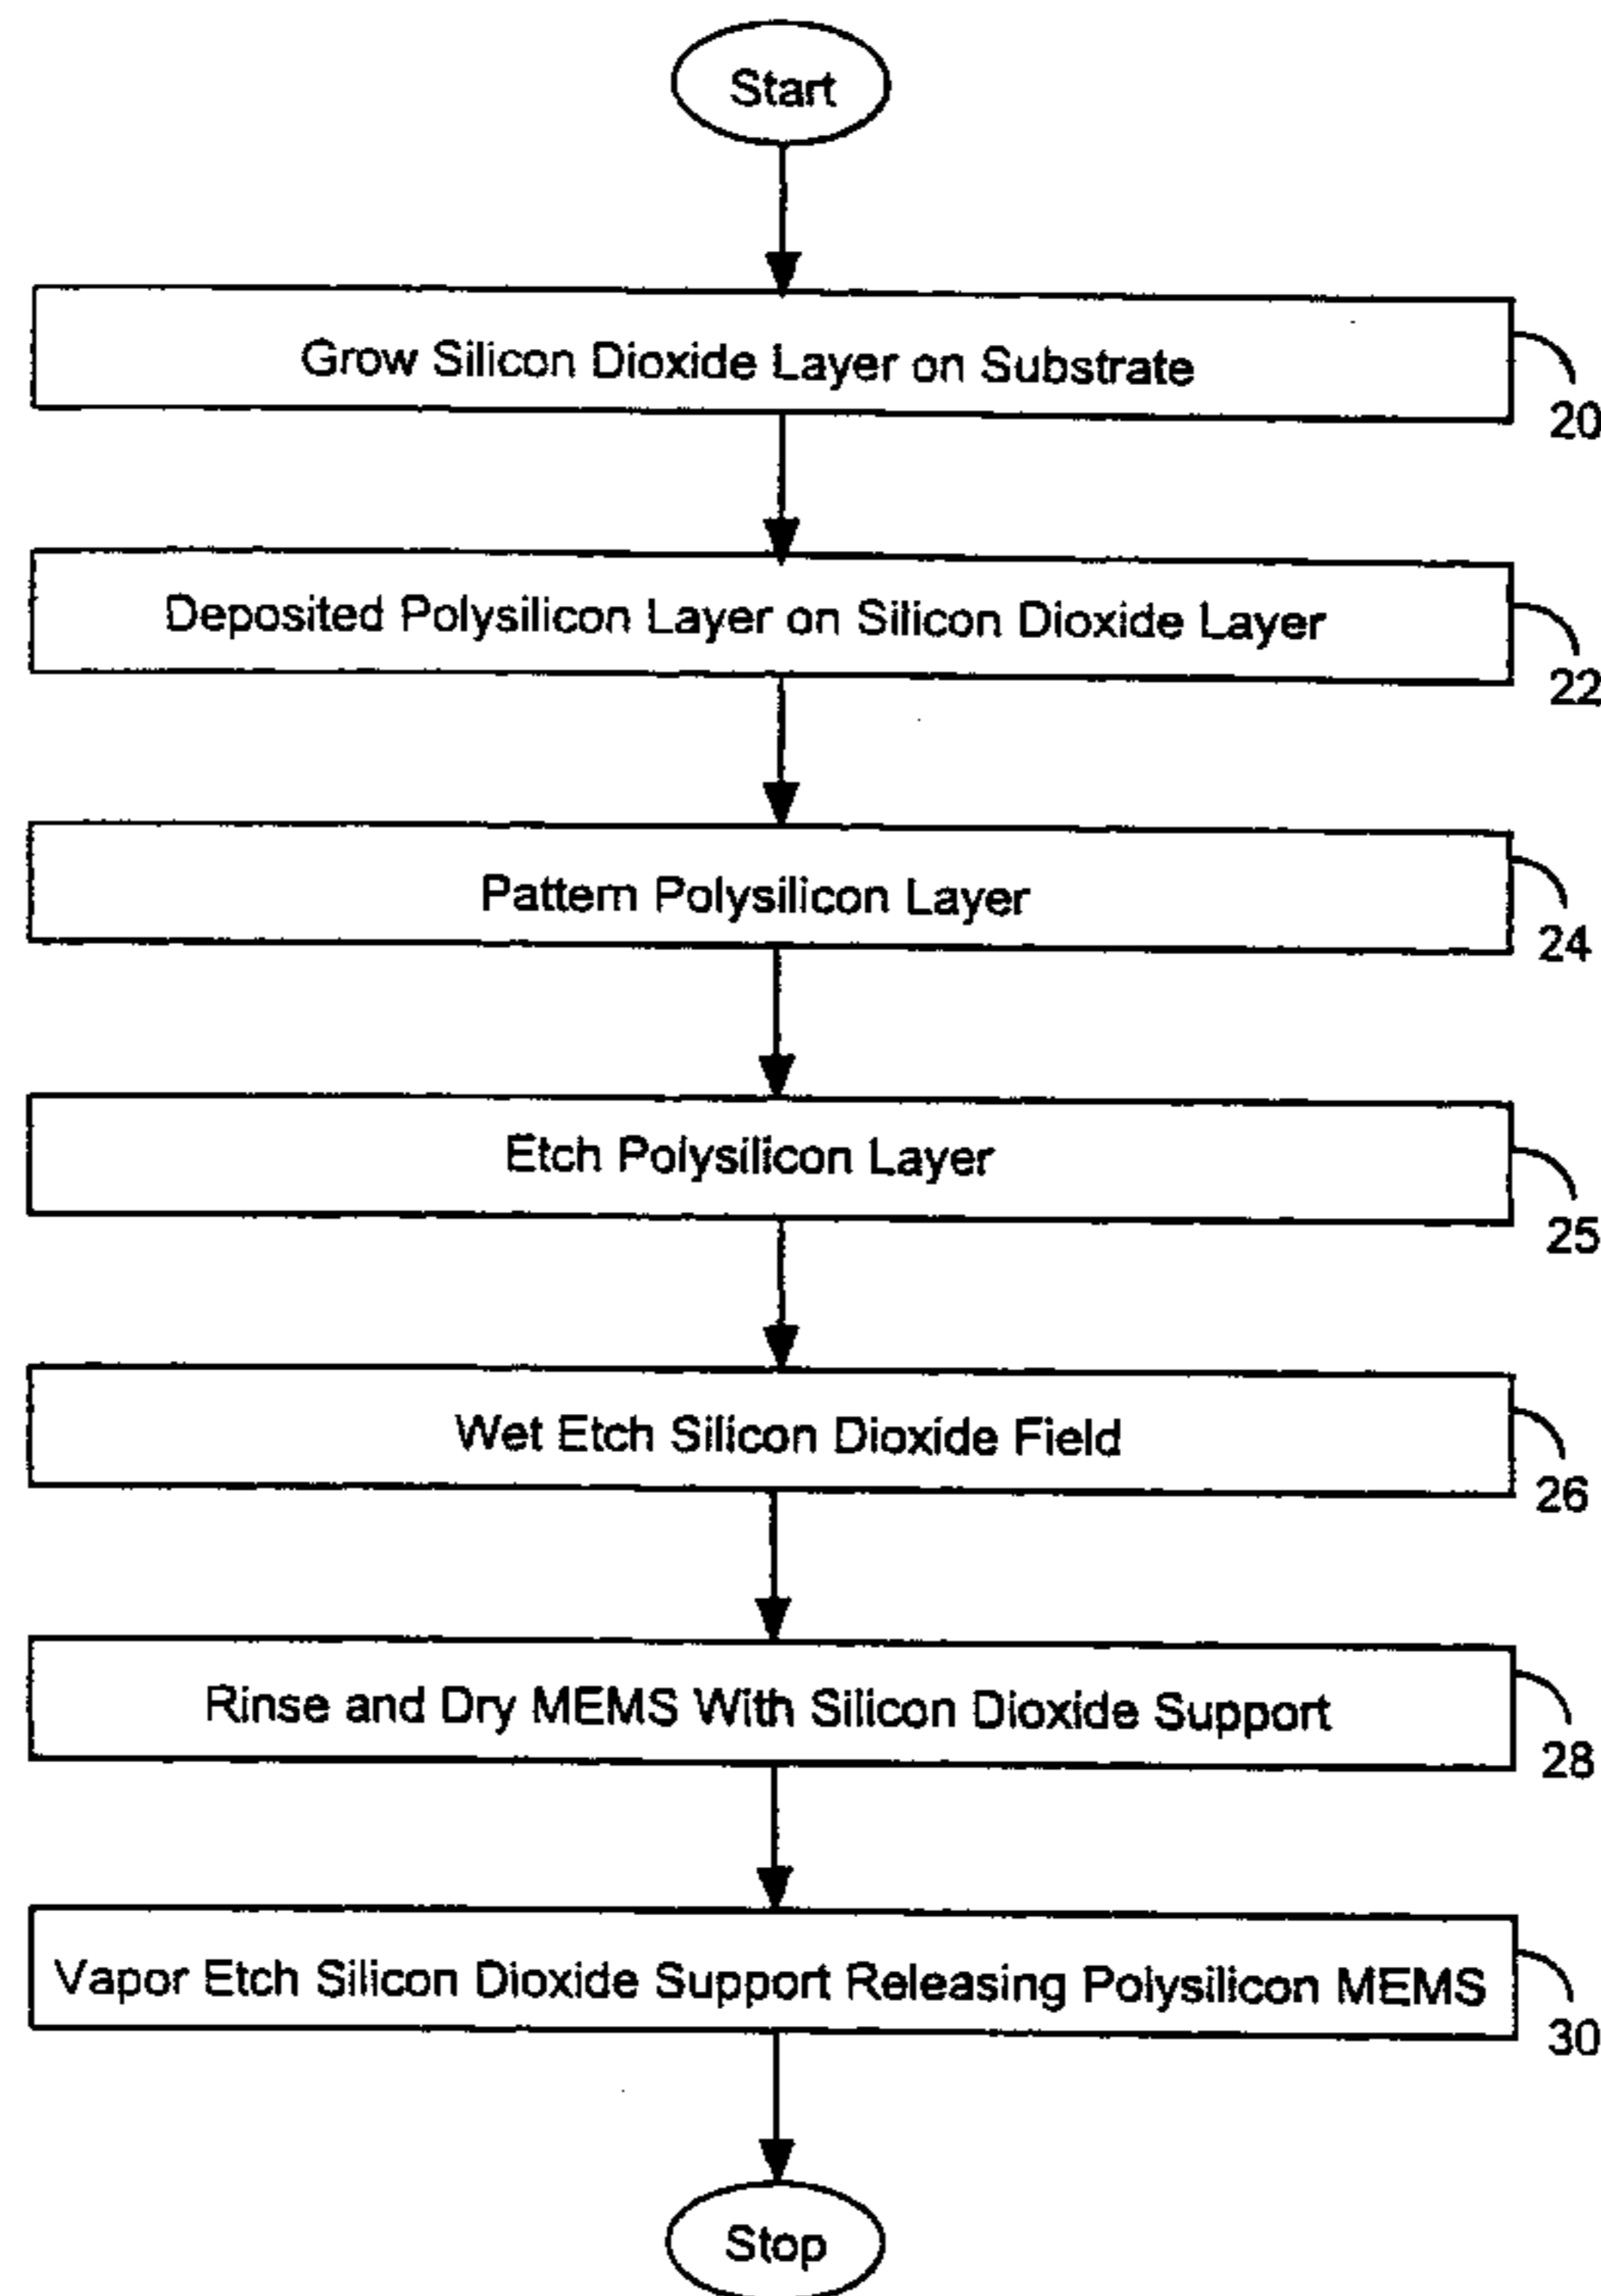 Start
Grow Silicon Dioxide Layer on Substrate
20
Deposited Polysilicon Layer on Silicon Dioxide Layer
22
Pattern Polysilicon Layer
24
Etch Polysilicon Layer
25
Wet Etch Silicon Dioxide Field
26
Rinse and Dry MEMS With Silicon Dioxide Support
28
Vapor Etch Silicon Dioxide Support Releasing Polysilicon MEMS
30
Stop